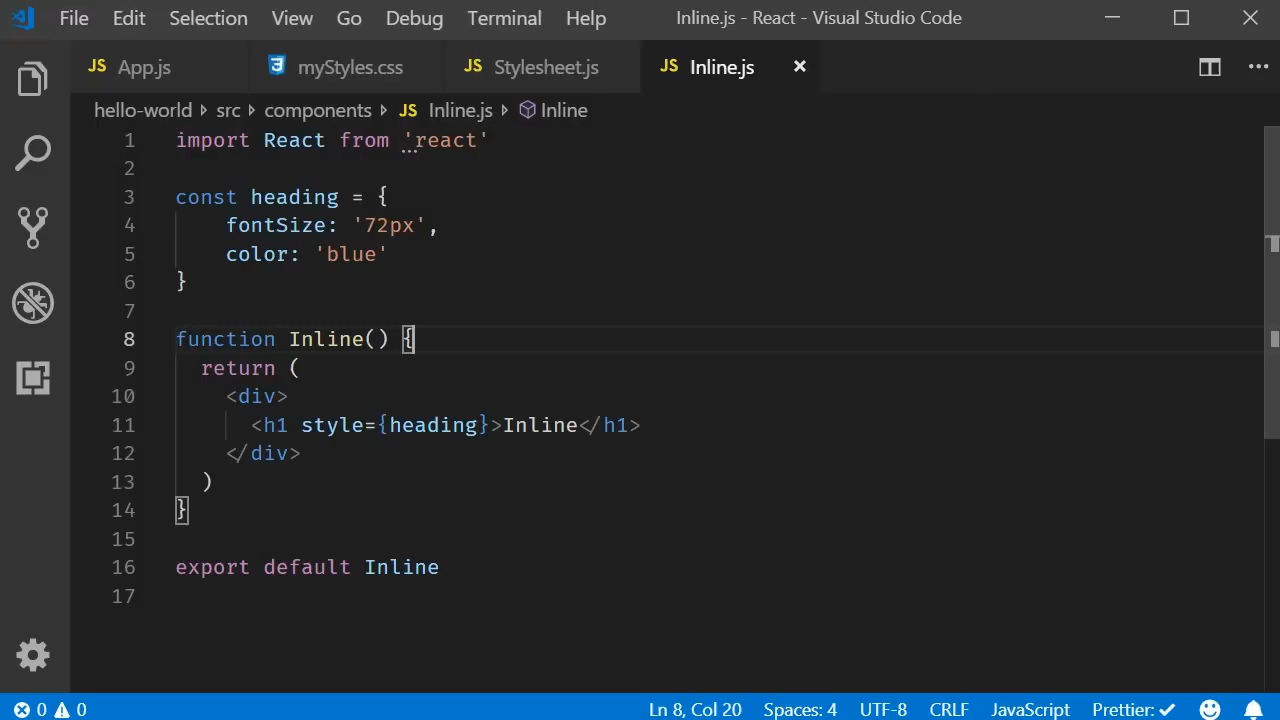 File Edit Selection View Go Debug Terminal Help Inline.js - React - Visual Studio Code
JS App.js myStyles.css JS Stylesheet.js JS Inline.js
hello-world src components JS Inline.js Inline
1 import React from 'react'
2
3 const heading = {
4     fontSize: '72px',
5     color: 'blue'
6 }
7
8 function Inline() {
9   return (
10     <div>
11       <h1 style={heading}>Inline</h1>
12     </div>
13   )
14 }
15
16 export default Inline
17
0 0 Ln 8, Col 20 Spaces: 4 UTF-8 CRLF JavaScript Prettier: ✓